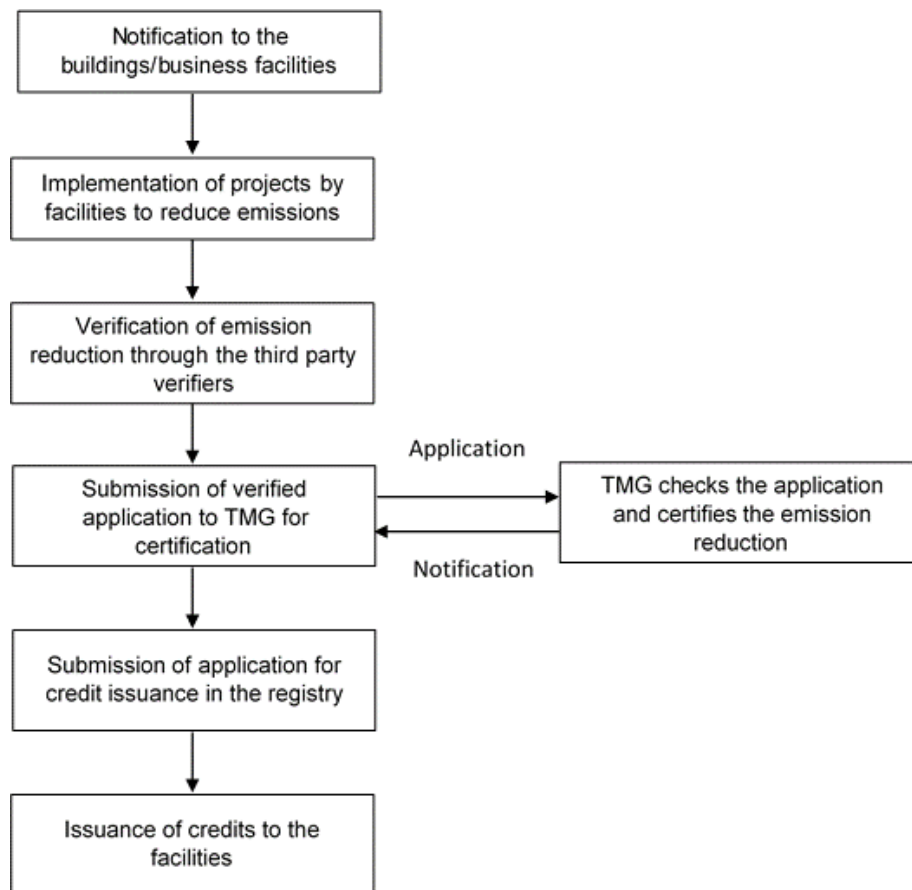 Notification to the
buildings/business facilities
Implementation of projects by
facilities to reduce emissions
Verification of emission
reduction through the third party
verifiers
Submission of verified
application to TMG for
certification
Application
Notification
TMG checks the application
and certifies the emission
reduction
Submission of application for
credit issuance in the registry
Issuance of credits to the
facilities